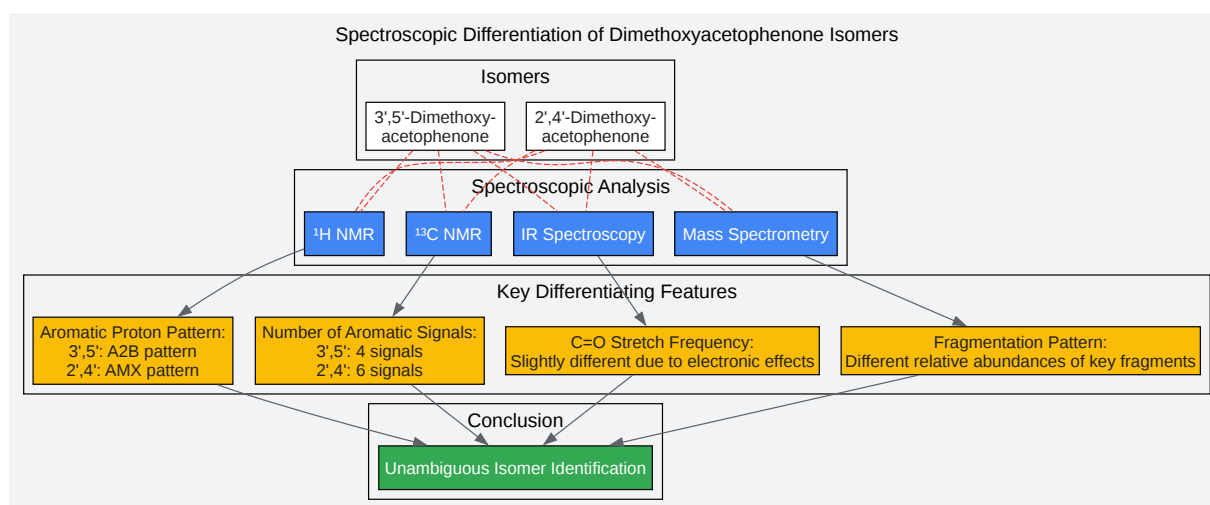 Spectroscopic Differentiation of Dimethoxyacetophenone Isomers
Isomers
3',5'-Dimethoxy-
acetophenone
2',4'-Dimethoxy-
acetophenone
Spectroscopic Analysis
¹H NMR
¹³C NMR
IR Spectroscopy
Mass Spectrometry
Key Differentiating Features
Aromatic Proton Pattern:
3',5': A2B pattern
2',4': AMX pattern
Number of Aromatic Signals:
3',5': 4 signals
2',4': 6 signals
C=O Stretch Frequency:
Slightly different due to electronic effects
Fragmentation Pattern:
Different relative abundances of key fragments
Conclusion
Unambiguous Isomer Identification